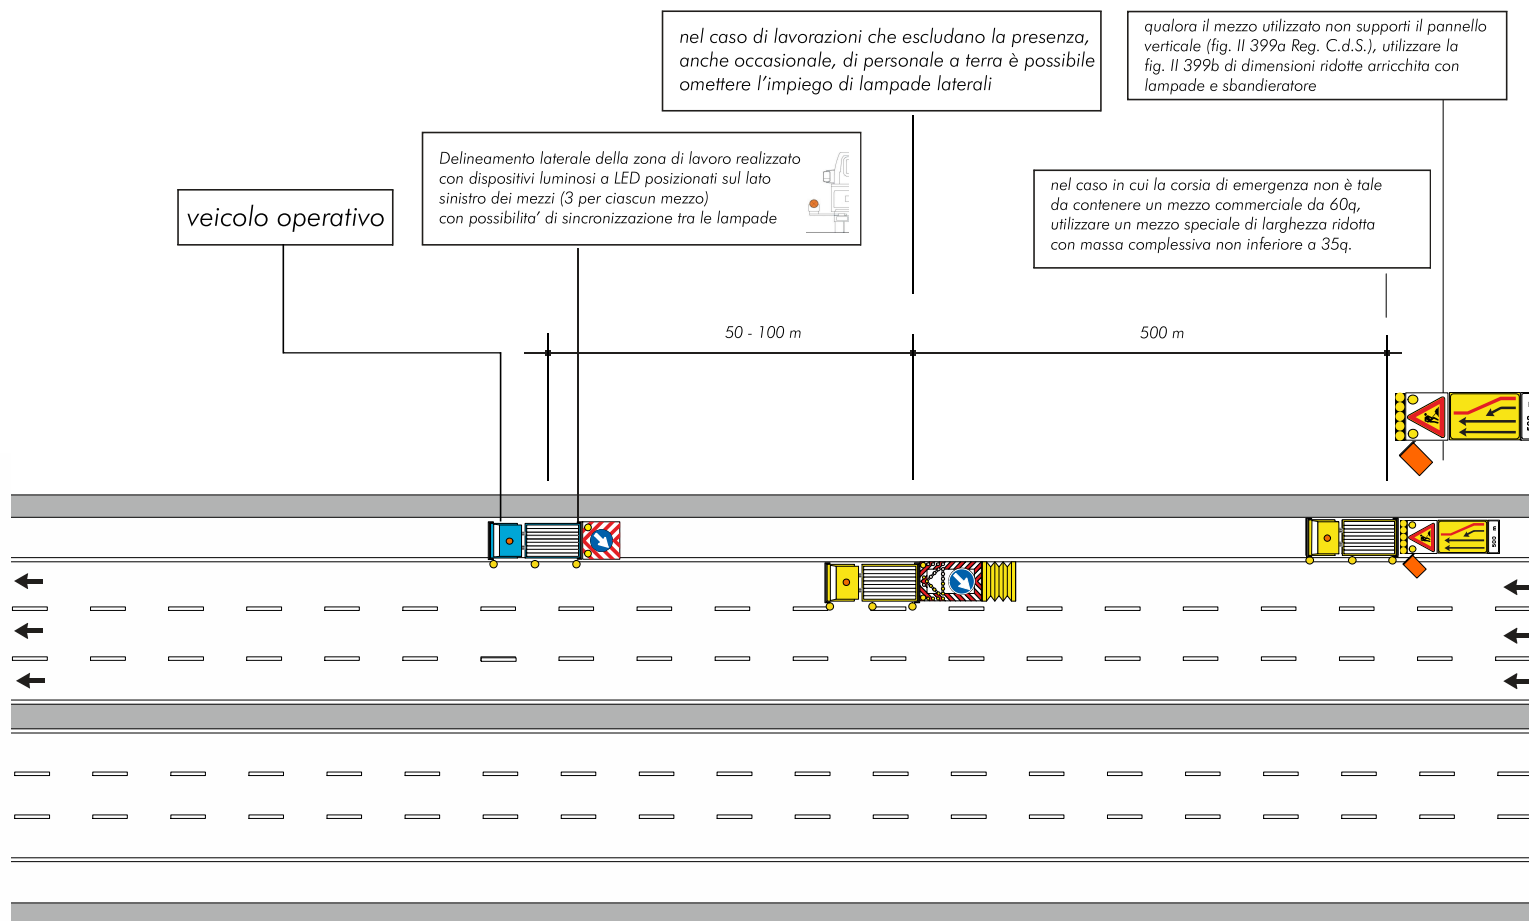 nel caso di lavorazioni che escludano la presenza,
anche occasionale, di personale a terra è possibile
omettere l'impiego di lampade laterali
qualora il mezzo utilizzato non supporti il pannello
verticale (fig. II 399a Reg. C.d.S.), utilizzare la
fig. II 399b di dimensioni ridotte arricchita con
lampade e sbandieratore
Delineamento laterale della zona di lavoro realizzato
con dispositivi luminosi a LED posizionati sul lato
sinistro dei mezzi (3 per ciascun mezzo)
con possibilita' di sincronizzazione tra le lampade
nel caso in cui la corsia di emergenza non è tale
da contenere un mezzo commerciale da 60q,
utilizzare un mezzo speciale di larghezza ridotta
con massa complessiva non inferiore a 35q.
veicolo operativo
50 - 100 m
500 m
500
500 m